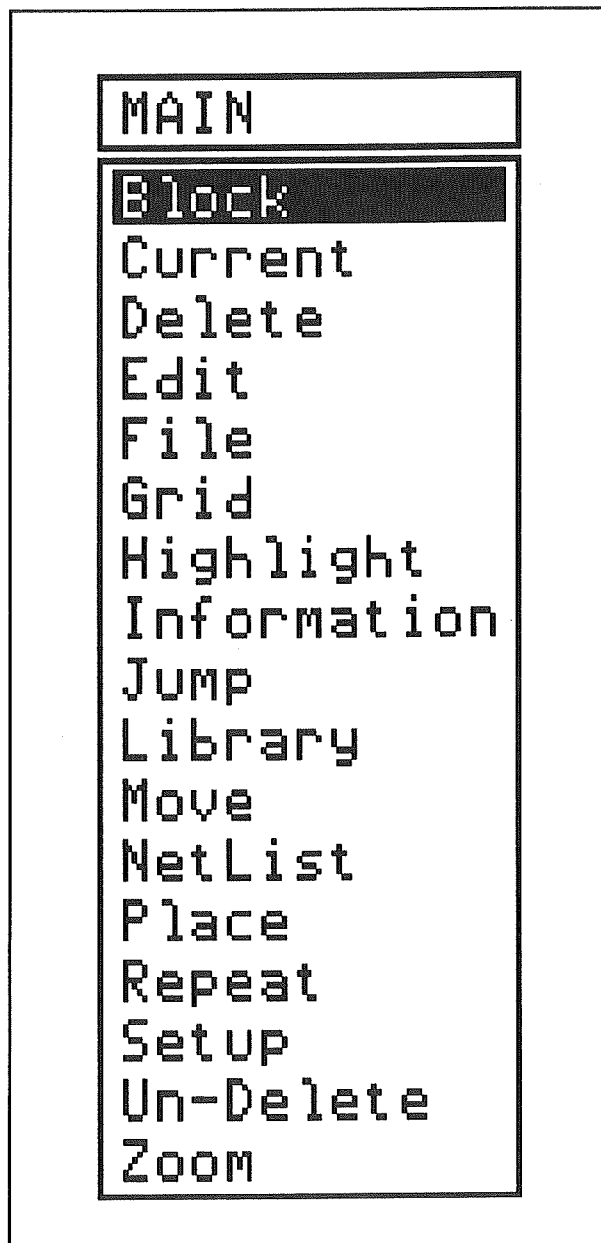 MAIN
Block
Current
Delete
Edit
File
Grid
Highlight
Information
Jump
Library
Move
NetList
Place
Repeat
Setup
Un-Delete
Zoom